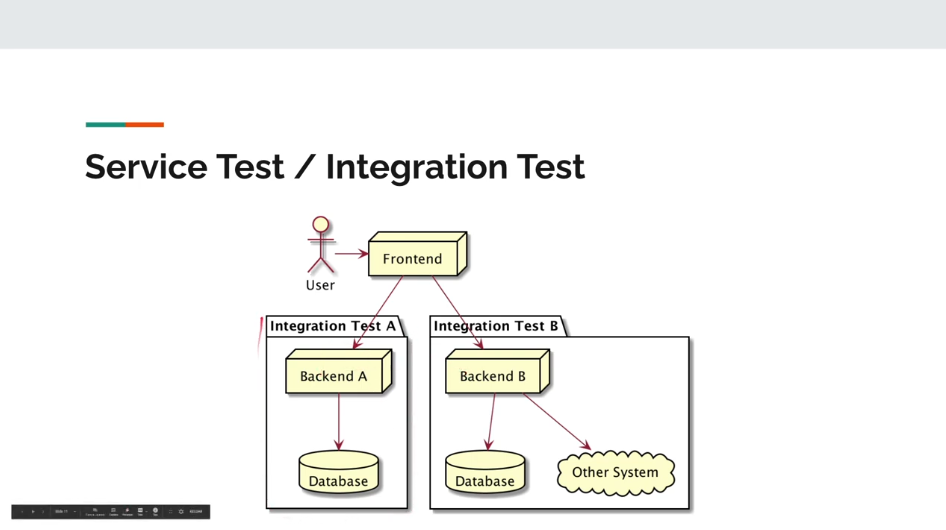 Service Test / Integration Test
User
Frontend
Integration Test A
Integration Test B
Backend A
Backend B
Database
Database
Other System